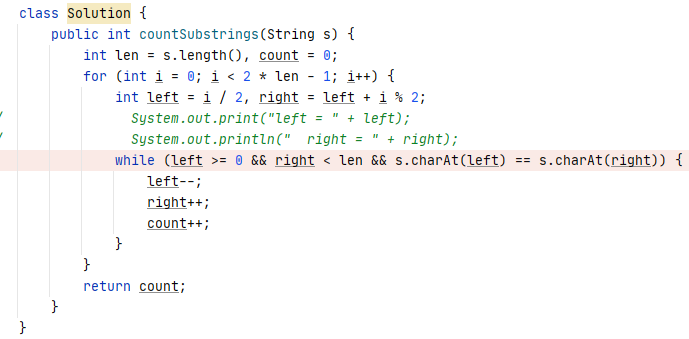 class Solution {
public int countSubstrings(String s) {
int len = s.length(), count = 0;
for (int i = 0; i < 2 * len - 1; i++) {
int left = i / 2, right = left + i % 2;
/ System.out.print("left = " + left);
/ System.out.println("  right = " + right);
while (left >= 0 && right < len && s.charAt(left) == s.charAt(right)) {
left--;
right++;
count++;
}
}
return count;
}
}